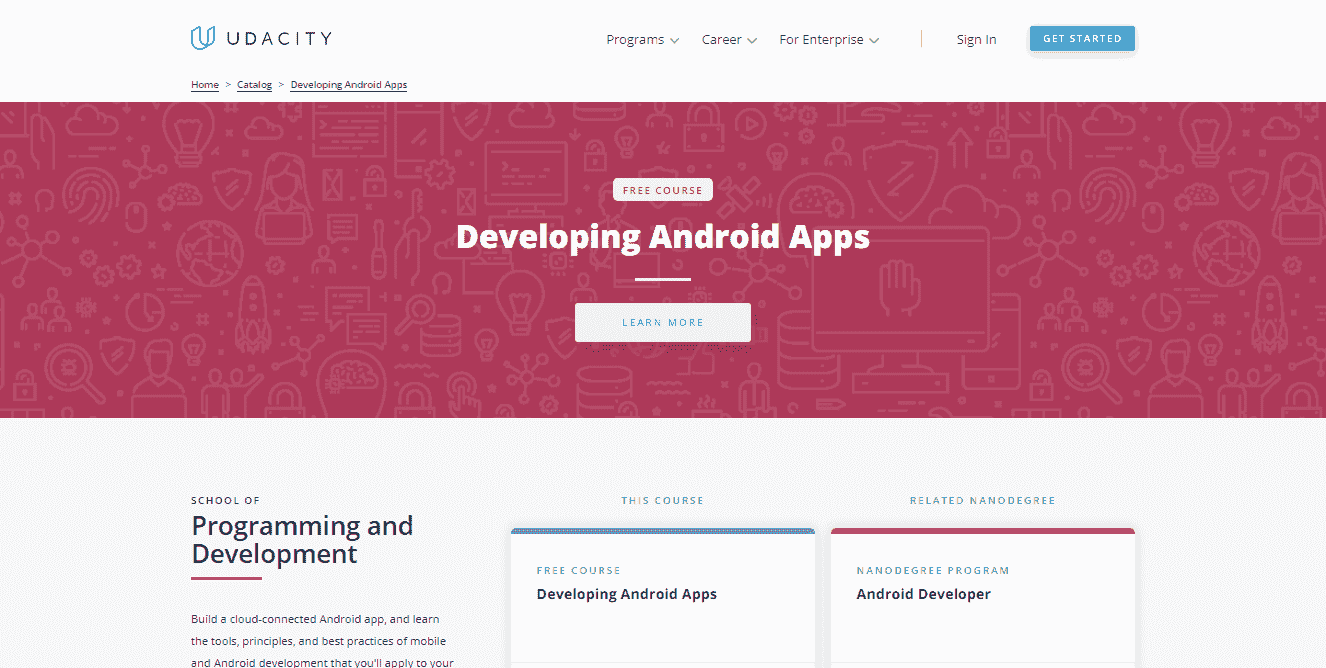 UDACITY
Programs
Career
For Enterprise
Sign In
GET STARTED
Home > Catalog > Developing Android Apps
FREE COURSE
Developing Android Apps
LEARN MORE
SCHOOL OF
Programming and
Development
Build a cloud-connected Android app, and learn
the tools, principles, and best practices of mobile
and Android development that you'll apply to your
THIS COURSE
FREE COURSE
Developing Android Apps
RELATED NANODEGREE
NANODEGREE PROGRAM
Android Developer